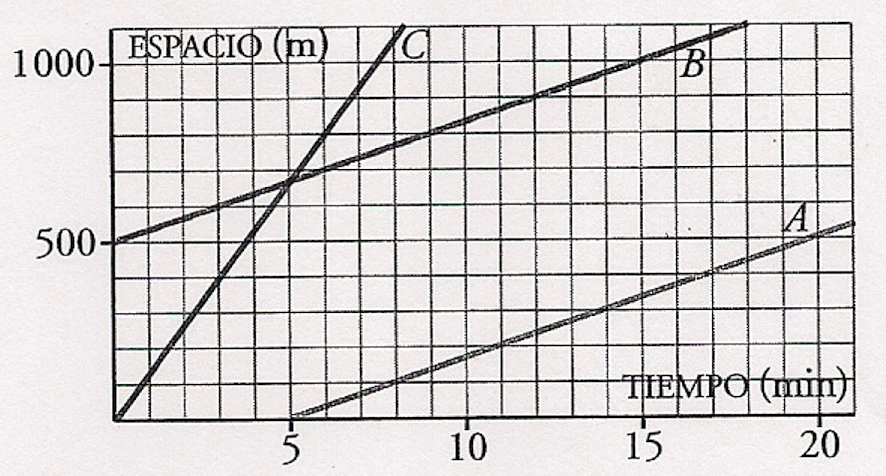 ESPACIO (m)
C
1000
B
A
500
TIEMPO (min)
5 10 15 20